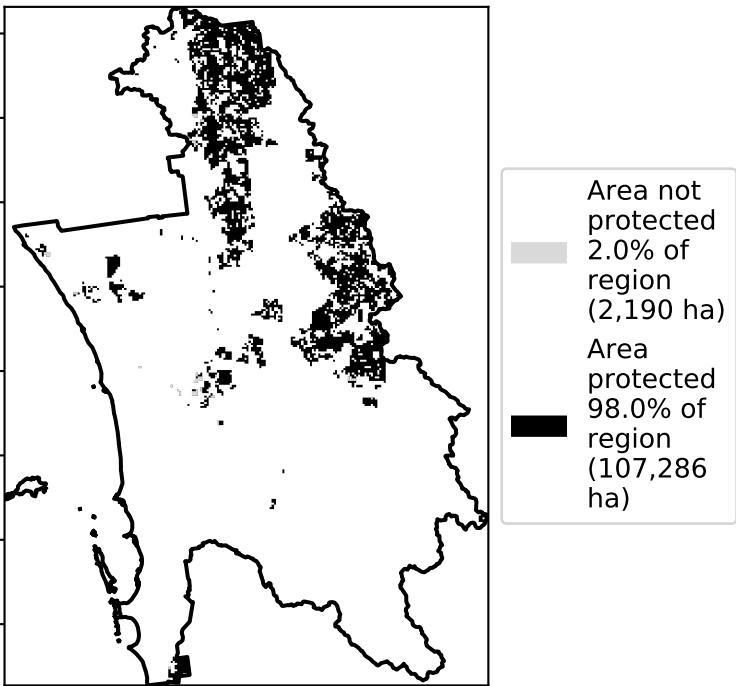 Area not
protected
2.0% of
region
(2,190 ha)
Area
protected
98.0% of
region
(107,286
ha)